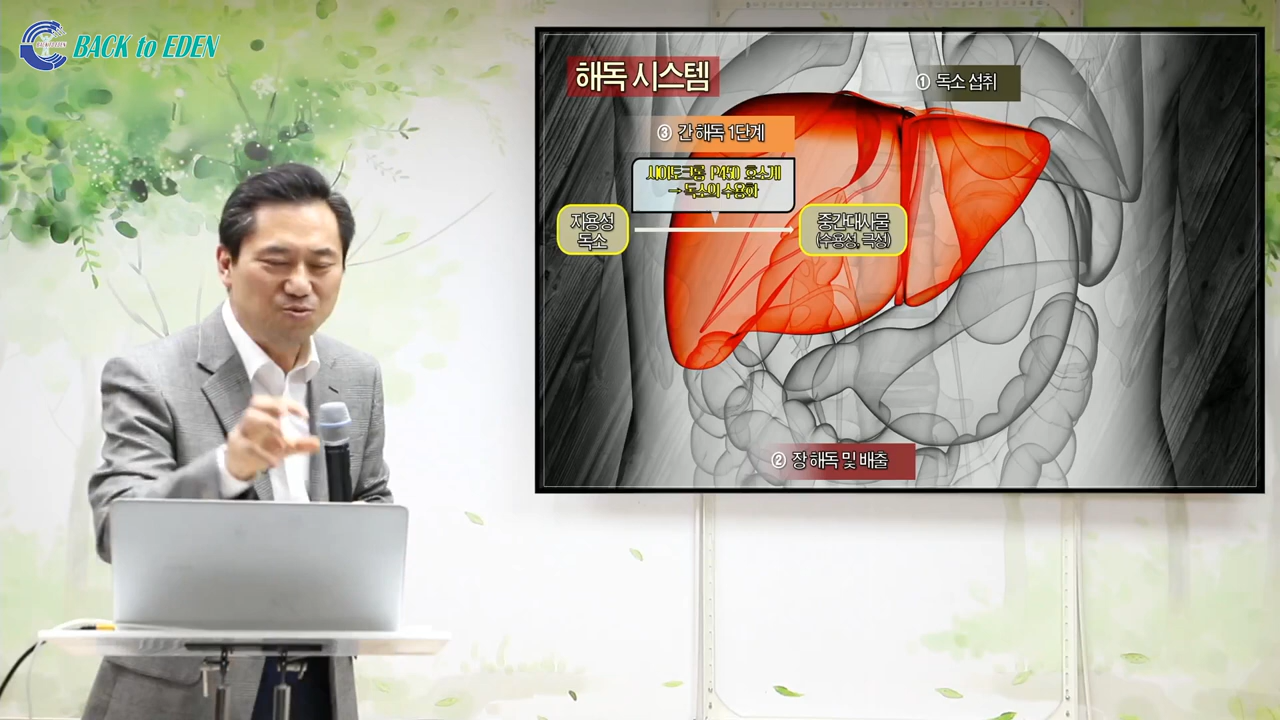 BACK to EDEN
해독 시스템
① 독소 섭취
③ 간 해독 1단계
사이토크롬 P450 효소계
→ 독소의 수용화
지용성
독소
중간대사물
(수용성, 극성)
② 장 해독 및 배출